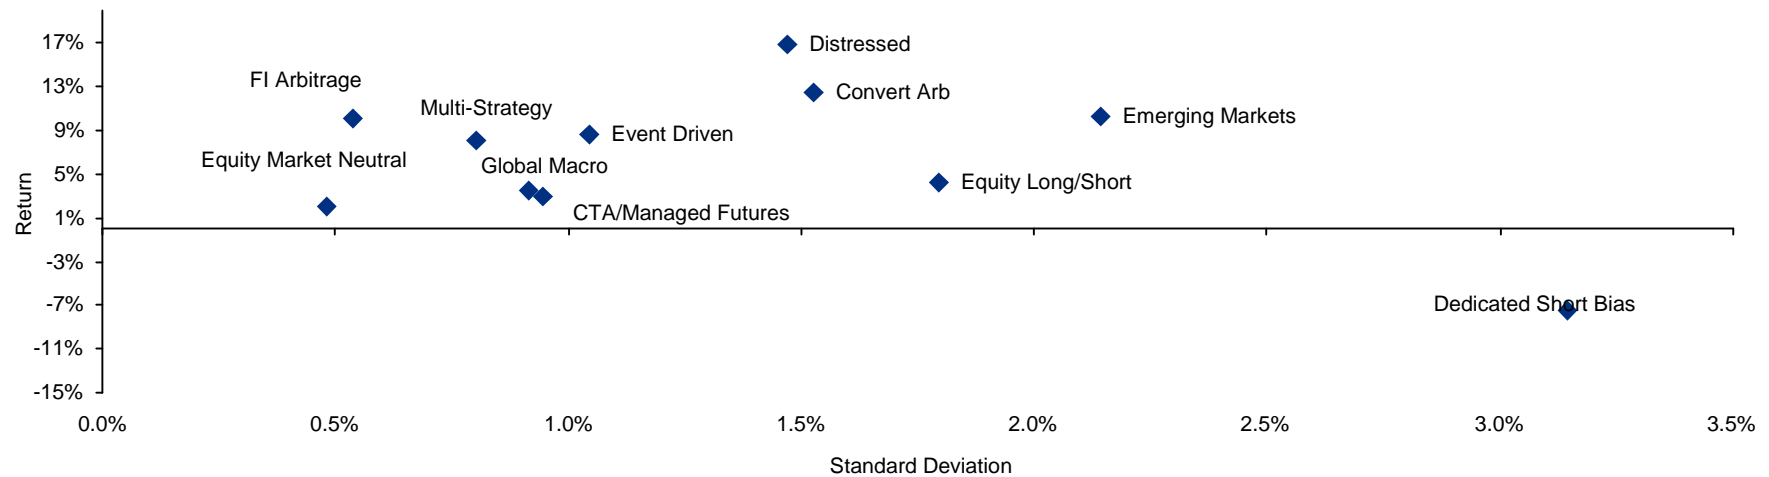 17%
Distressed
FI Arbitrage
13%
Convert Arb
Multi-Strategy
Emerging Markets
9%
Event Driven
Equity Market Neutral
Global Macro
5%
Equity Long/Short
Return
1%
CTA/Managed Futures
-3%
-7%
Dedicated Short Bias
-11%
-15%
0.0% 0.5% 1.0% 1.5% 2.0% 2.5% 3.0% 3.5%
Standard Deviation